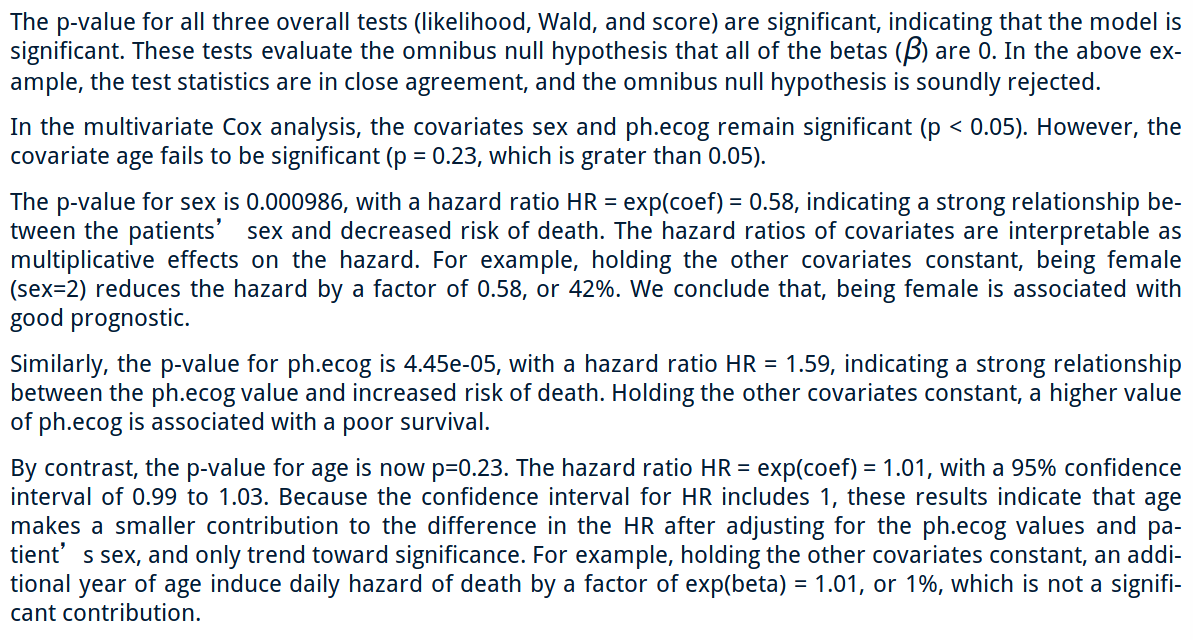 The p-value for all three overall tests (likelihood, Wald, and score) are significant, indicating that the model is
significant. These tests evaluate the omnibus null hypothesis that all of the betas (β) are 0. In the above ex-
ample, the test statistics are in close agreement, and the omnibus null hypothesis is soundly rejected.
In the multivariate Cox analysis, the covariates sex and ph.ecog remain significant (p < 0.05). However, the
covariate age fails to be significant (p = 0.23, which is grater than 0.05).
The p-value for sex is 0.000986, with a hazard ratio HR = exp(coef) = 0.58, indicating a strong relationship be-
tween the patients’ sex and decreased risk of death. The hazard ratios of covariates are interpretable as
multiplicative effects on the hazard. For example, holding the other covariates constant, being female
(sex=2) reduces the hazard by a factor of 0.58, or 42%. We conclude that, being female is associated with
good prognostic.
Similarly, the p-value for ph.ecog is 4.45e-05, with a hazard ratio HR = 1.59, indicating a strong relationship
between the ph.ecog value and increased risk of death. Holding the other covariates constant, a higher value
of ph.ecog is associated with a poor survival.
By contrast, the p-value for age is now p=0.23. The hazard ratio HR = exp(coef) = 1.01, with a 95% confidence
interval of 0.99 to 1.03. Because the confidence interval for HR includes 1, these results indicate that age
makes a smaller contribution to the difference in the HR after adjusting for the ph.ecog values and pa-
tient’ s sex, and only trend toward significance. For example, holding the other covariates constant, an addi-
tional year of age induce daily hazard of death by a factor of exp(beta) = 1.01, or 1%, which is not a signifi-
cant contribution.